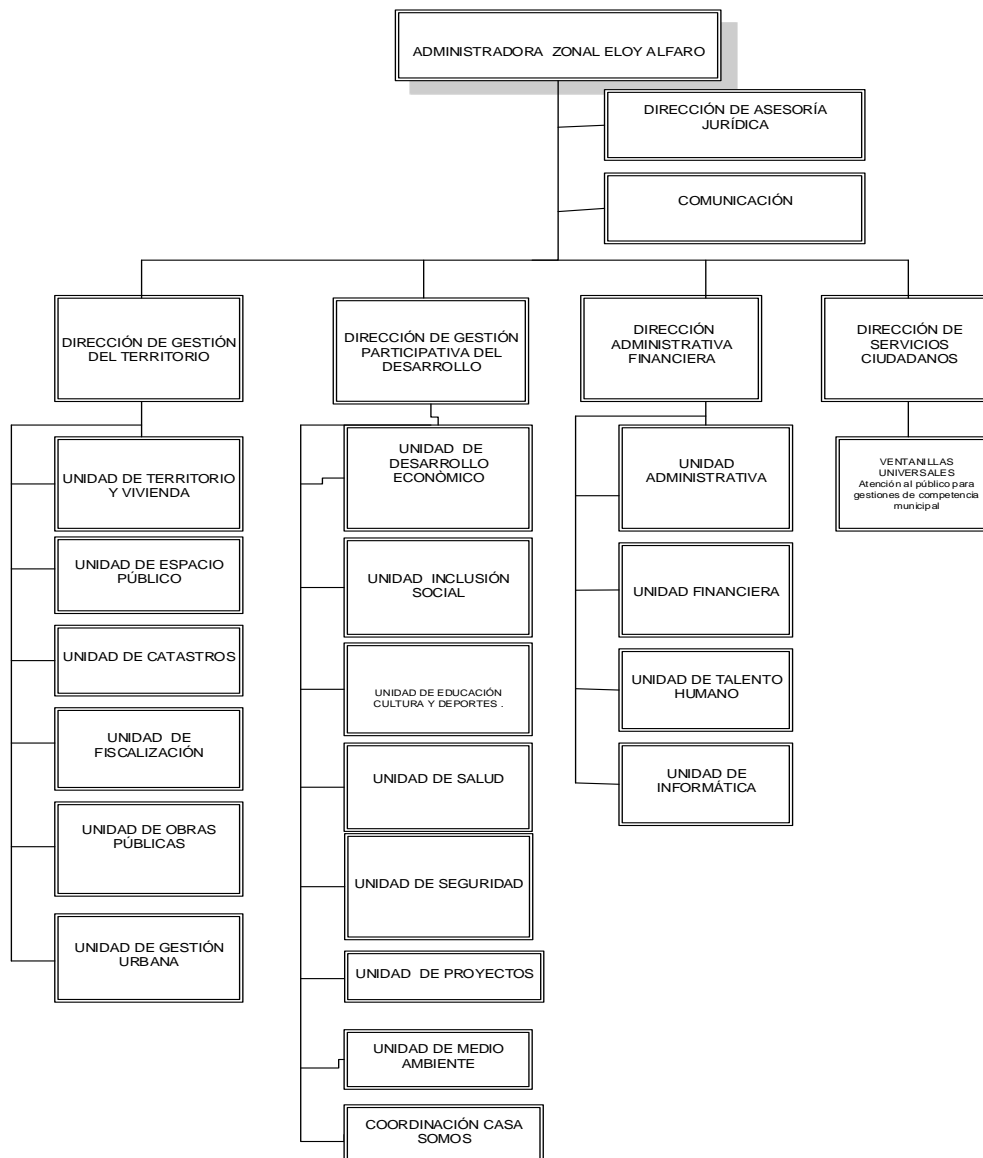 ADMINISTRADORA ZONAL ELOY ALFARO
DIRECCIÓN DE ASESORÍA
JURÍDICA
COMUNICACIÓN
DIRECCIÓN DE GESTIÓN
DEL TERRITORIO
DIRECCIÓN DE GESTIÓN
PARTICIPATIVA DEL
DESARROLLO
DIRECCIÓN
ADMINISTRATIVA
FINANCIERA
DIRECCIÓN DE
SERVICIOS
CIUDADANOS
UNIDAD DE TERRITORIO
Y VIVIENDA
UNIDAD DE ESPACIO
PÚBLICO
UNIDAD DE CATASTROS
UNIDAD DE
FISCALIZACIÓN
UNIDAD DE OBRAS
PÚBLICAS
UNIDAD DE GESTIÓN
URBANA
UNIDAD DE
DESARROLLO
ECONÒMICO
UNIDAD INCLUSIÓN
SOCIAL
UNIDAD DE EDUCACIÓN
CULTURA Y DEPORTES .
UNIDAD DE SALUD
UNIDAD DE SEGURIDAD
UNIDAD DE PROYECTOS
UNIDAD DE MEDIO
AMBIENTE
COORDINACIÓN CASA
SOMOS
UNIDAD
ADMINISTRATIVA
UNIDAD FINANCIERA
UNIDAD DE TALENTO
HUMANO
UNIDAD DE
INFORMÁTICA
VENTANILLAS
UNIVERSALES
Atención al público para
gestiones de competencia
municipal